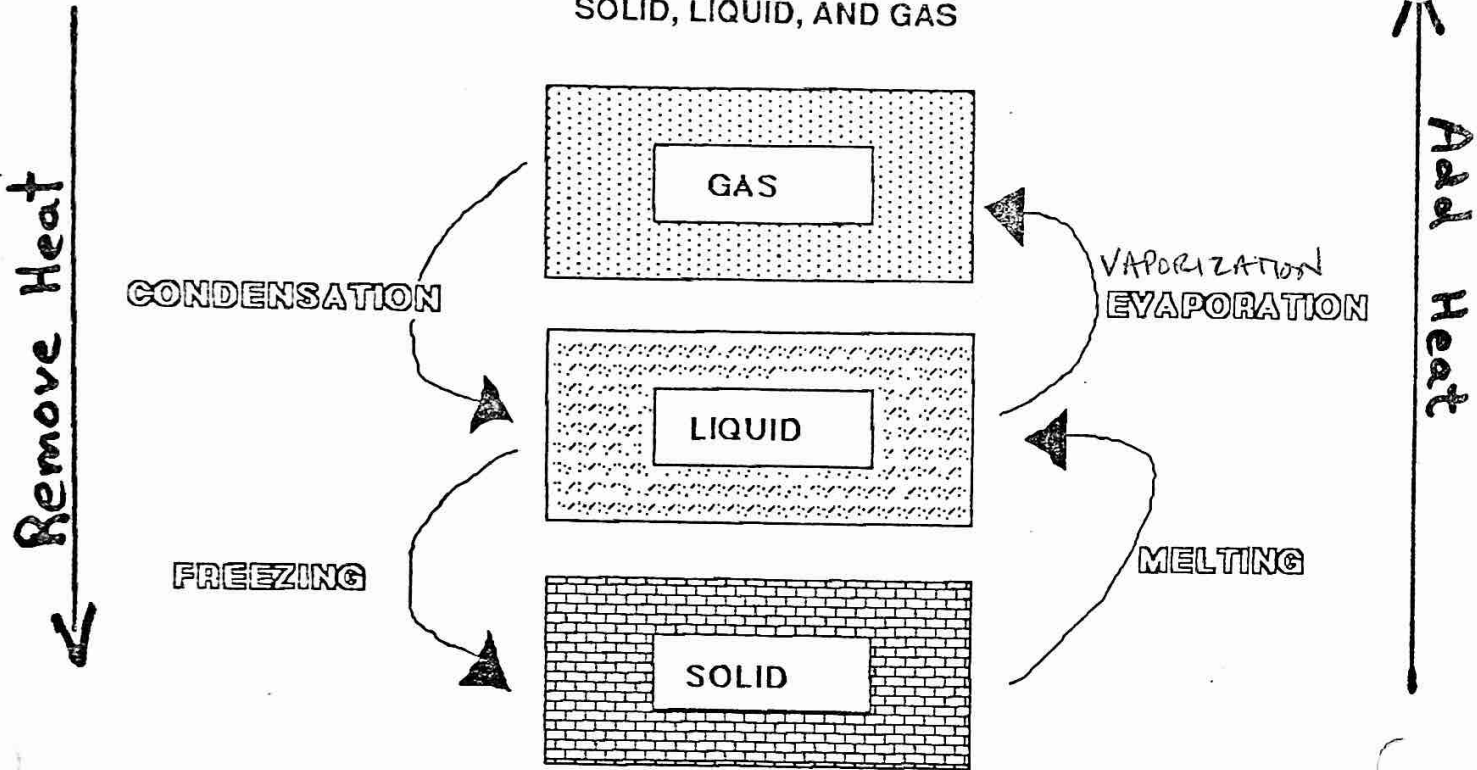 SOLID, LIQUID, AND GAS
Remove Heat
Add Heat
GAS
CONDENSATION
VAPORIZATION
EVAPORATION
LIQUID
FREEZING
MELTING
SOLID